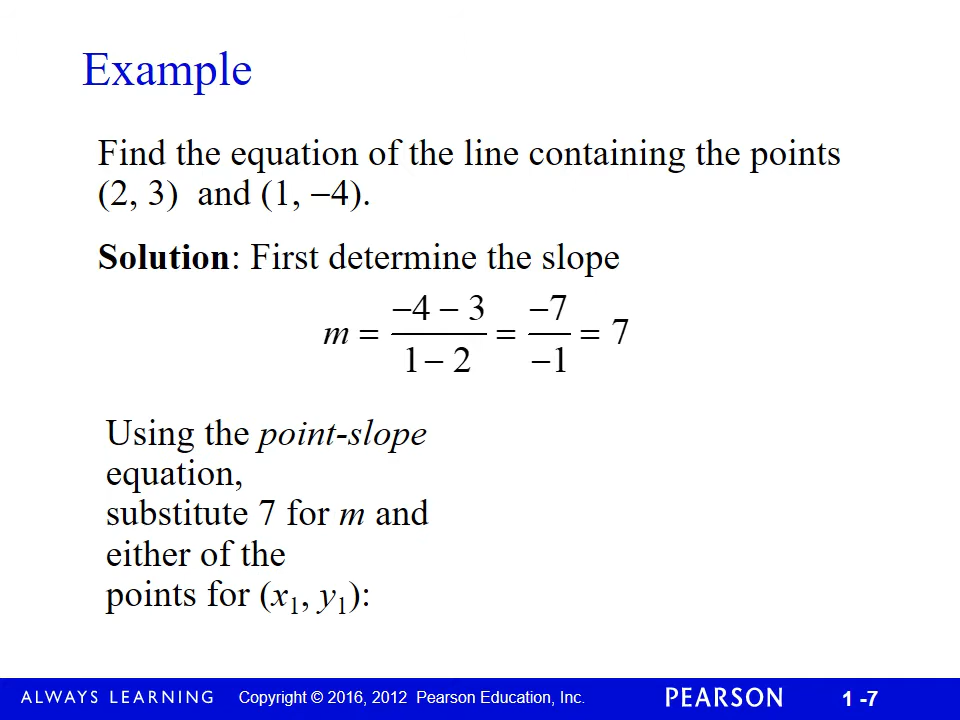 Example
Find the equation of the line containing the points
(2, 3)  and (1, −4).
Solution: First determine the slope
m = −4 − 3 / 1 − 2 = −7 / −1 = 7
Using the point-slope
equation,
substitute 7 for m and
either of the
points for (x₁, y₁):
ALWAYS LEARNING Copyright © 2016, 2012 Pearson Education, Inc. PEARSON 1 -7